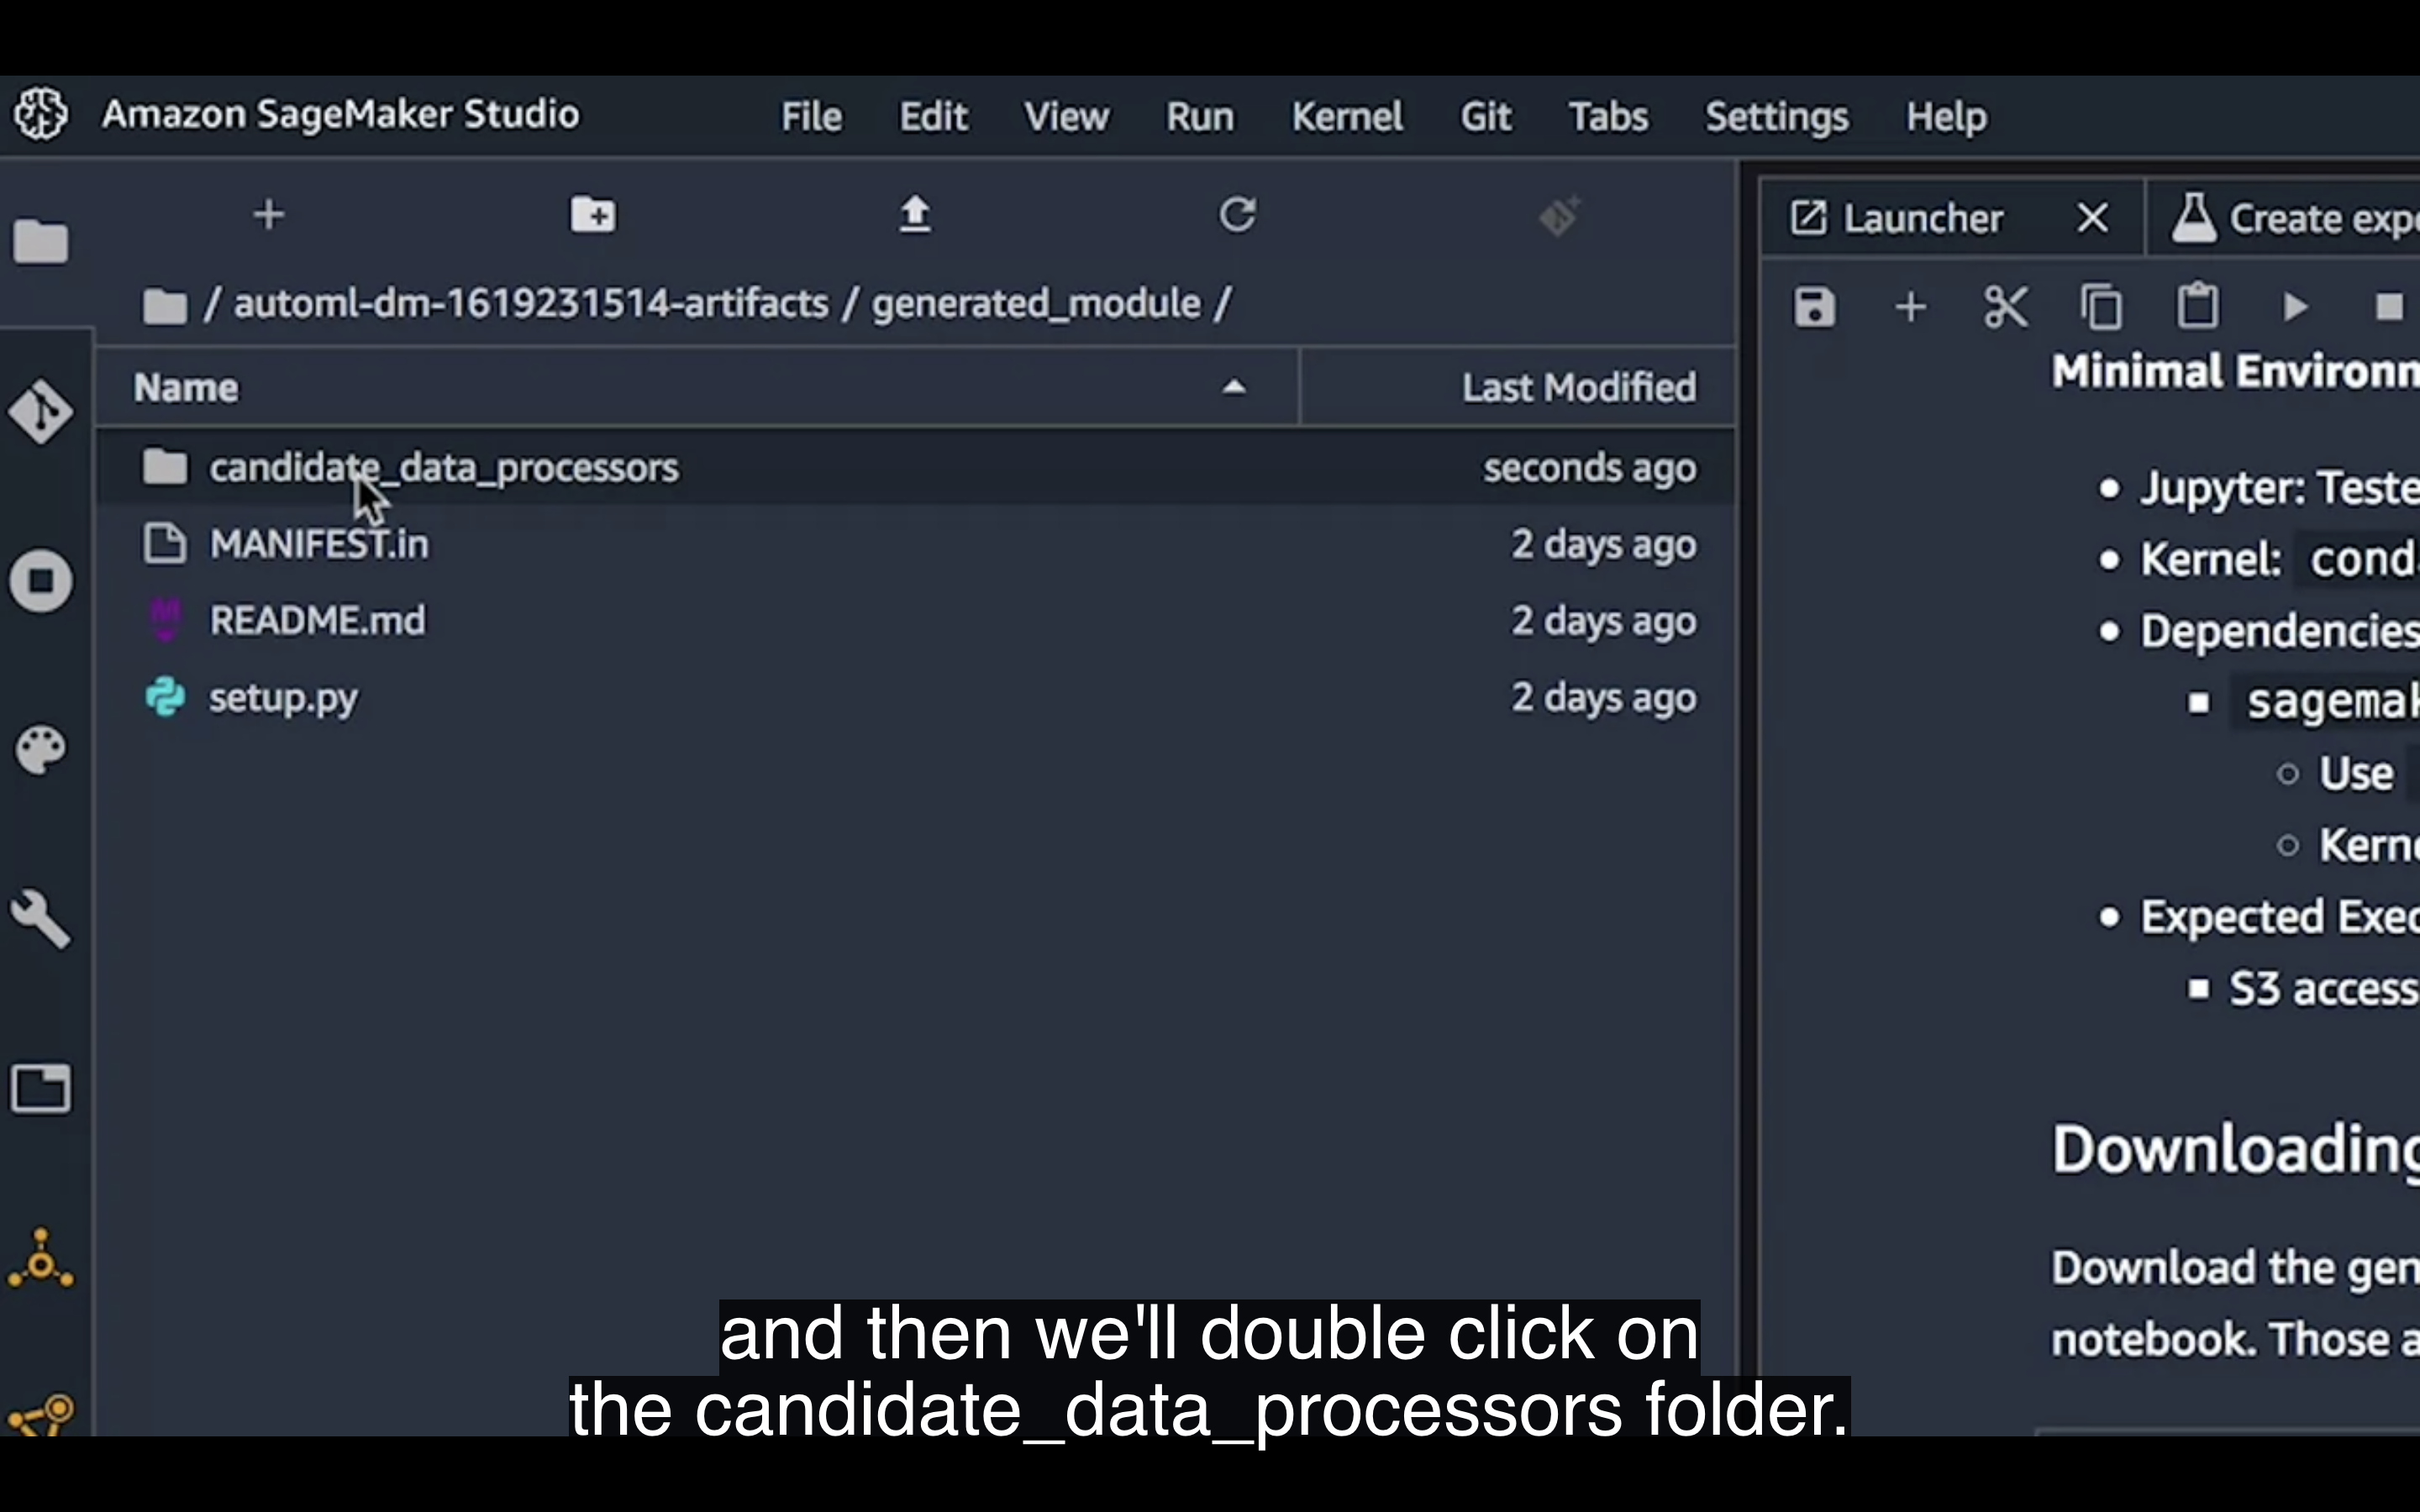 Amazon SageMaker Studio File Edit View Run Kernel Git Tabs Settings Help
/ automl-dm-1619231514-artifacts / generated_module /
Name Last Modified
candidate_data_processors seconds ago
MANIFEST.in 2 days ago
README.md 2 days ago
setup.py 2 days ago
Launcher Create expe
Minimal Environm
Jupyter: Teste
Kernel: conda
Dependencies
sagemak
Use
Kerne
Expected Exec
S3 access
Downloading
Download the gen
notebook. Those a
and then we'll double click on
the candidate_data_processors folder.